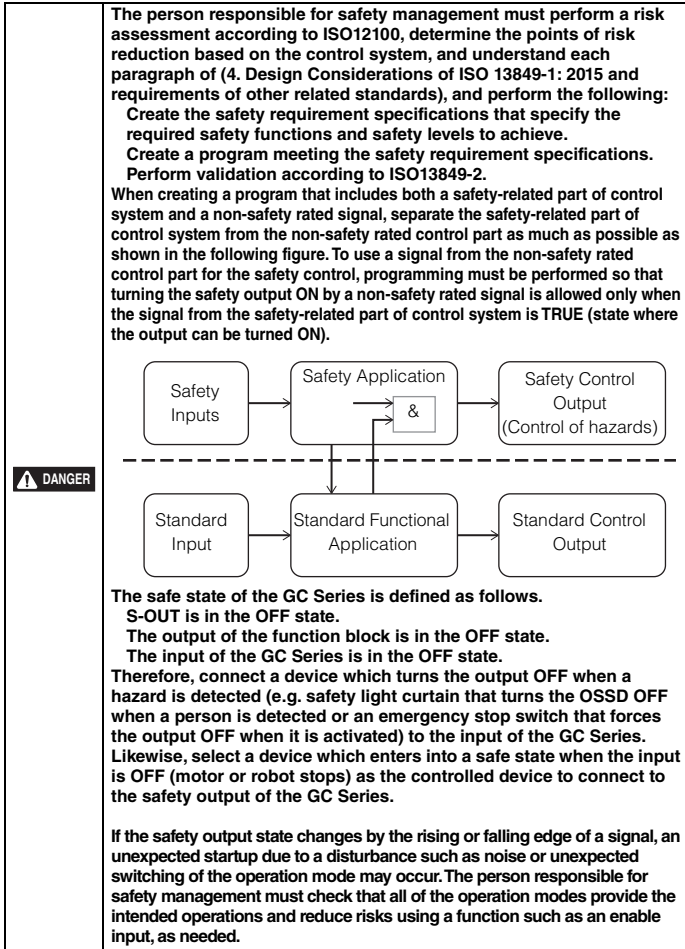 The person responsible for safety management must perform a risk
assessment according to ISO12100, determine the points of risk
reduction based on the control system, and understand each
paragraph of (4. Design Considerations of ISO 13849-1: 2015 and
requirements of other related standards), and perform the following:
Create the safety requirement specifications that specify the
required safety functions and safety levels to achieve.
Create a program meeting the safety requirement specifications.
Perform validation according to ISO13849-2.
When creating a program that includes both a safety-related part of control
system and a non-safety rated signal, separate the safety-related part of
control system from the non-safety rated control part as much as possible as
shown in the following figure. To use a signal from the non-safety rated
control part for the safety control, programming must be performed so that
turning the safety output ON by a non-safety rated signal is allowed only when
the signal from the safety-related part of control system is TRUE (state where
the output can be turned ON).
Safety
Inputs
Safety Application
&
Safety Control
Output
(Control of hazards)
DANGER
Standard
Input
Standard Functional
Application
Standard Control
Output
The safe state of the GC Series is defined as follows.
S-OUT is in the OFF state.
The output of the function block is in the OFF state.
The input of the GC Series is in the OFF state.
Therefore, connect a device which turns the output OFF when a
hazard is detected (e.g. safety light curtain that turns the OSSD OFF
when a person is detected or an emergency stop switch that forces
the output OFF when it is activated) to the input of the GC Series.
Likewise, select a device which enters into a safe state when the input
is OFF (motor or robot stops) as the controlled device to connect to
the safety output of the GC Series.
If the safety output state changes by the rising or falling edge of a signal, an
unexpected startup due to a disturbance such as noise or unexpected
switching of the operation mode may occur. The person responsible for
safety management must check that all of the operation modes provide the
intended operations and reduce risks using a function such as an enable
input, as needed.